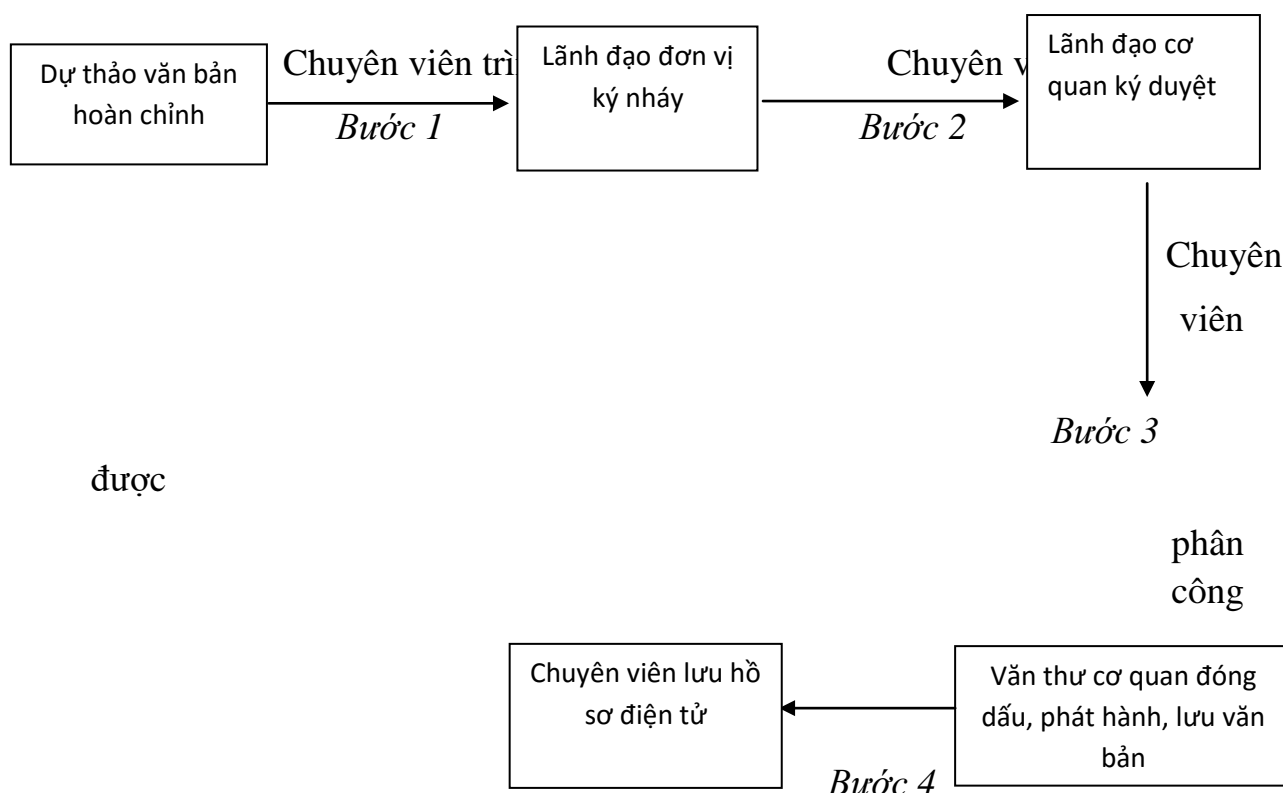 Dự thảo văn bản
hoàn chỉnh
Chuyên viên
Bước 1
Lãnh đạo đơn vị
ký nháy
Chuyên
Bước 2
Lãnh đạo cơ
quan ký duyệt
Chuyên
viên
Bước 3
được
phân
công
Chuyên viên lưu hồ
sơ điện tử
Văn thư cơ quan đóng
dấu, phát hành, lưu văn
bản
Bước 4